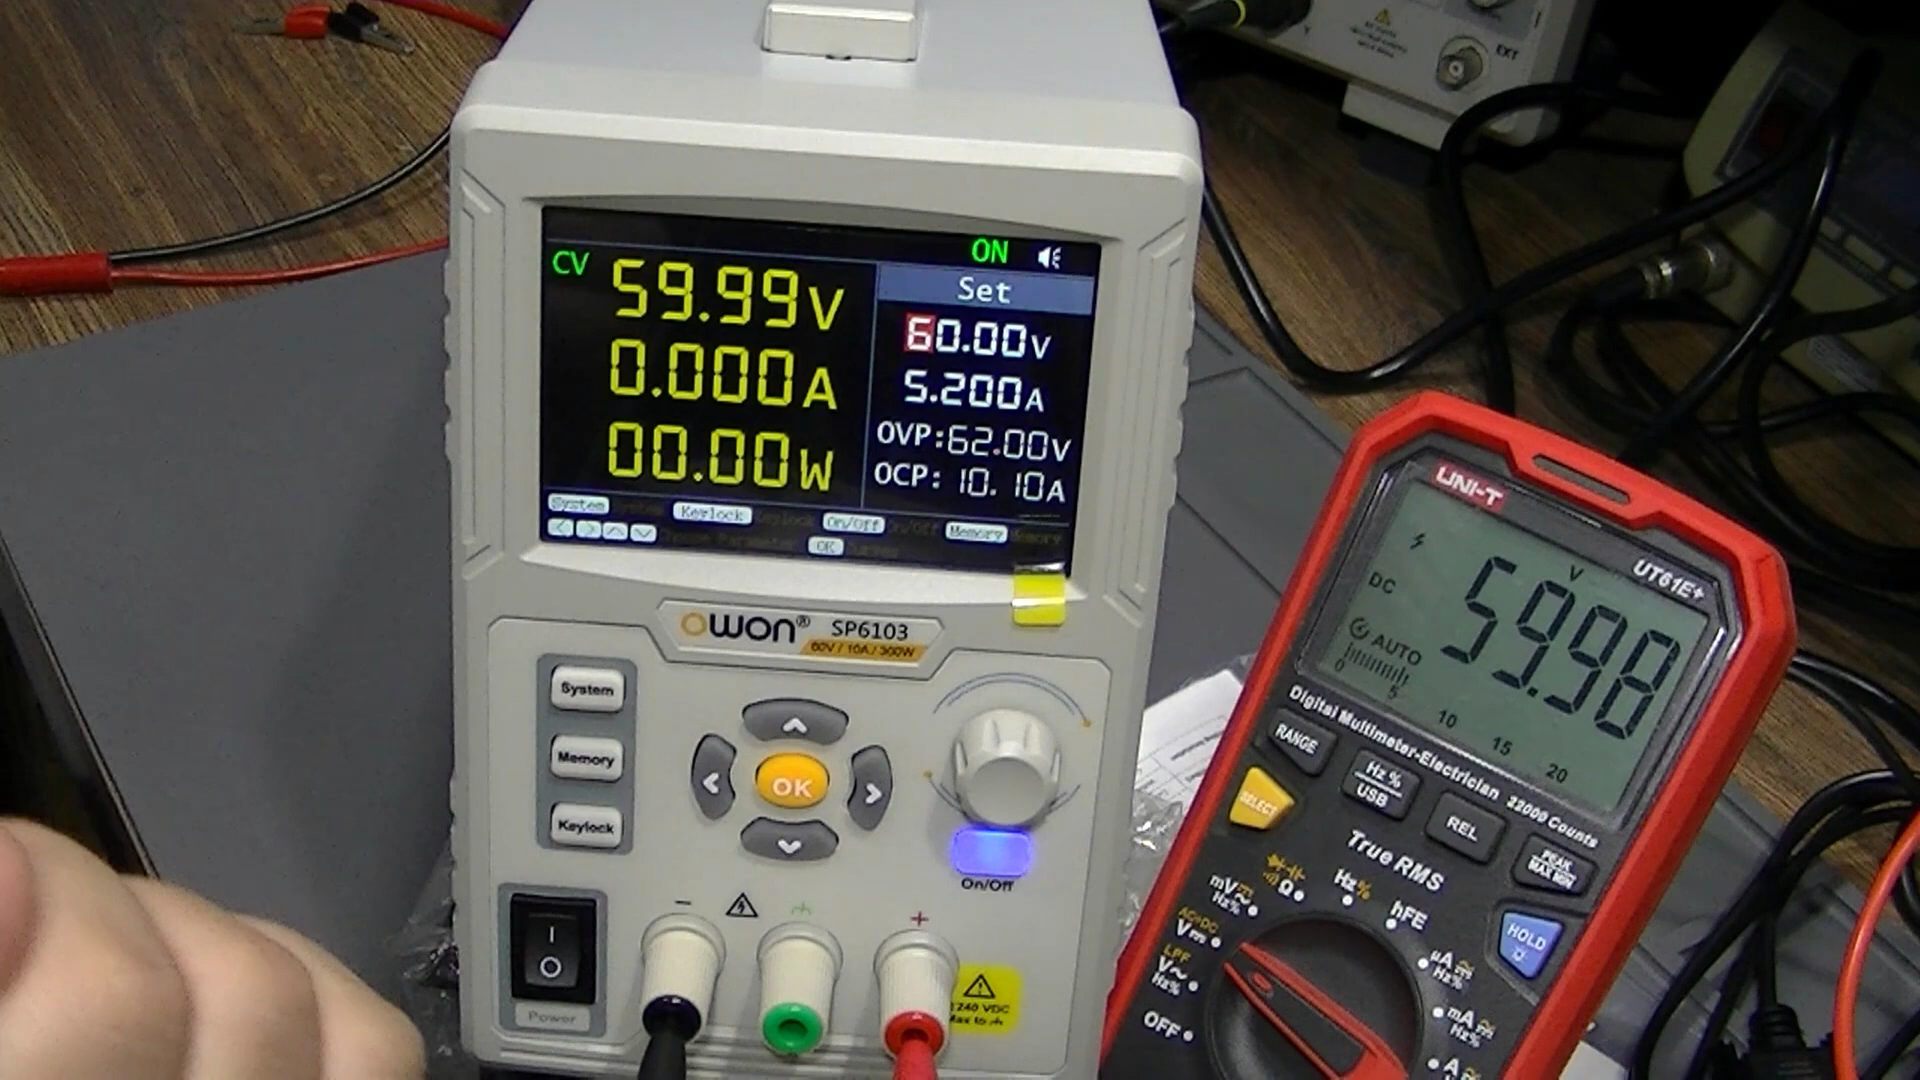 EXT
ON
CV
59.99V
0.000A
00.00W
Set
60.00V
5.200A
OVP:62.00V
OCP: 10.10A
System
Keylock
On/Off
Memory
OK
OWON® SP6103
60V / 10A / 300W
System
Memory
Keylock
OK
On/Off
Power
I
O
-
+
240 VDC
Max to
UNI-T
UT61E+
V
DC
AUTO
59.98
0 5 10 15 20
Digital Multimeter-Electrician 22000 Counts
RANGE
Hz %
USB
REL
PEAK
MAX MIN
SELECT
True RMS
HOLD
mV
Hz%
Ω
Hz%
hFE
AC+DC
V
LPF
V~
Hz%
OFF
µA
Hz%
mA
Hz%
A